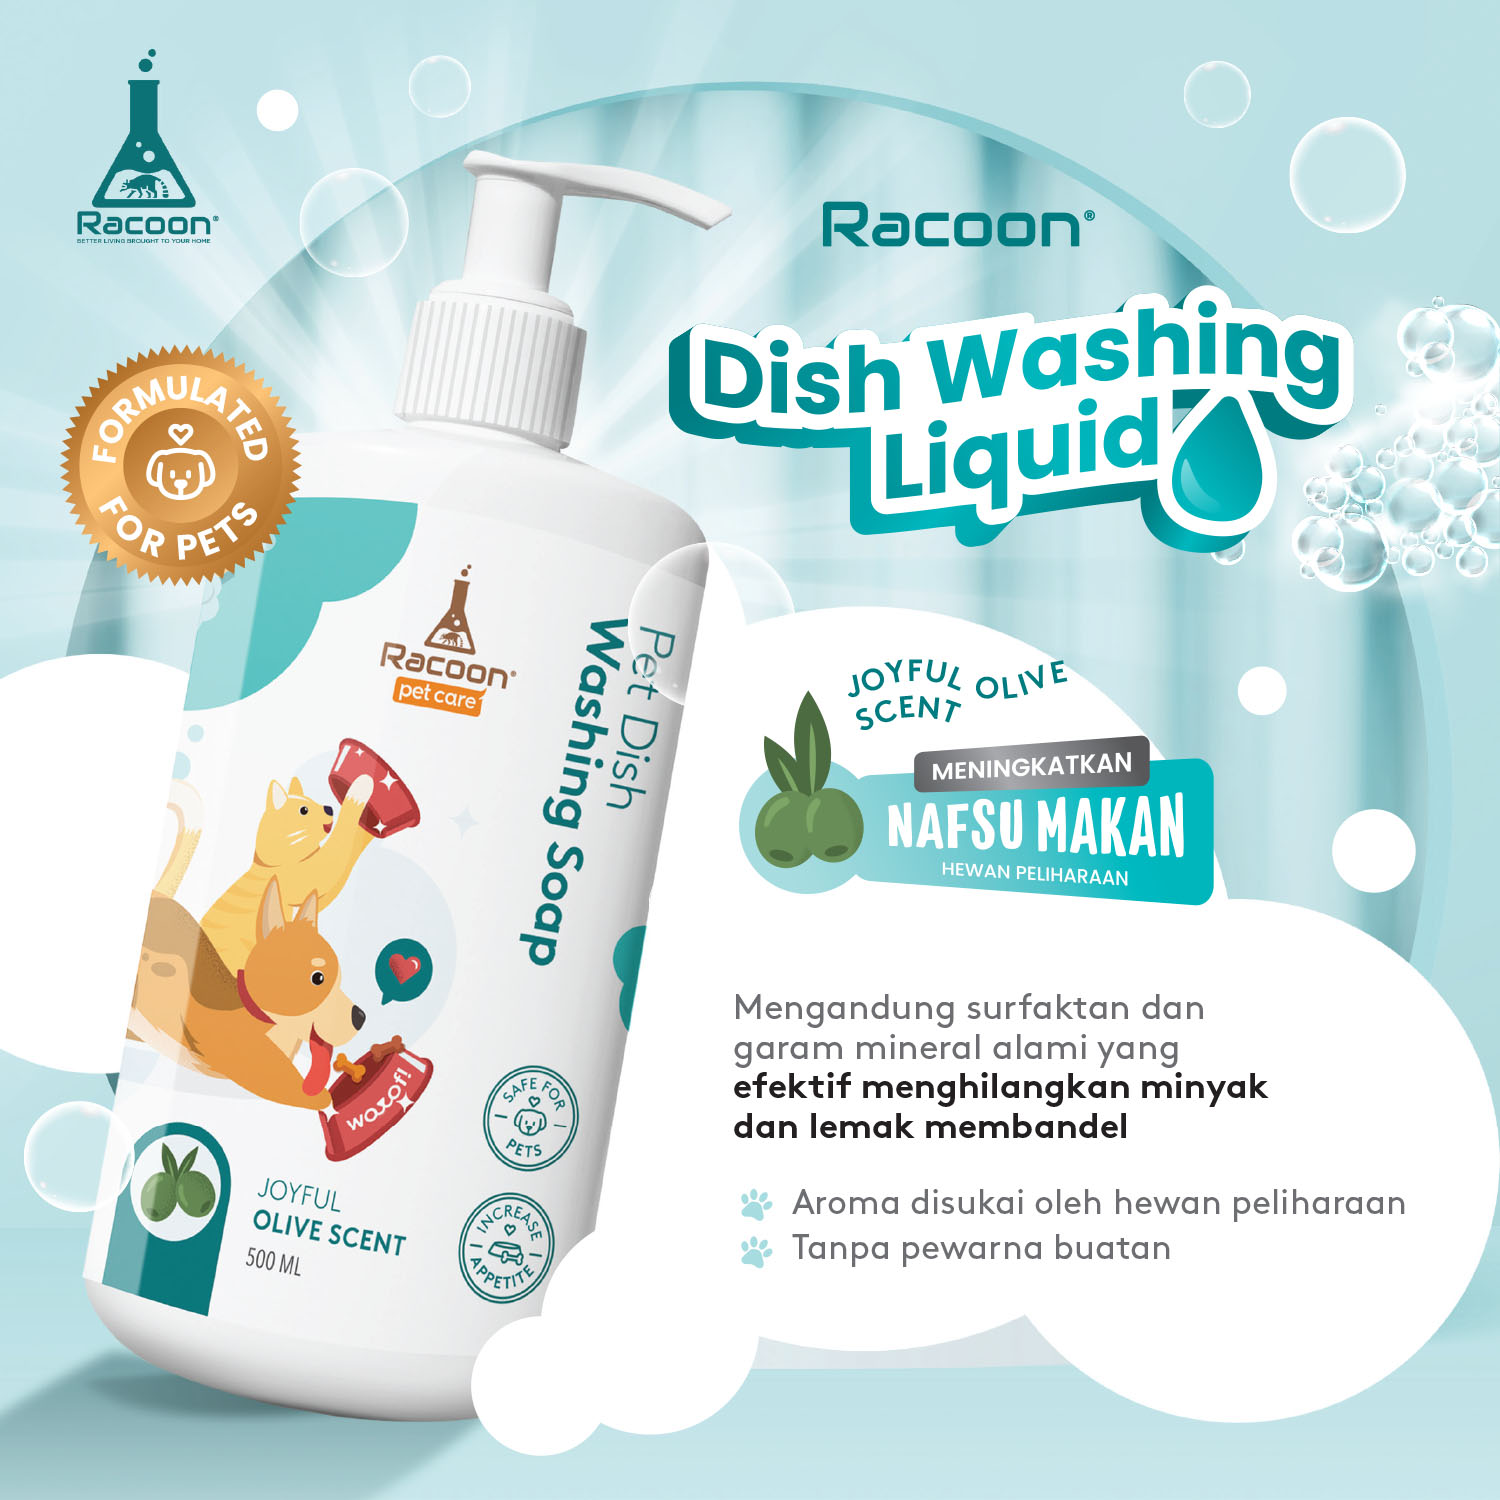 Racoon®
BETTER LIVING BROUGHT TO YOUR HOME
Racoon®
Dish Washing
Liquid
FORMULATED
FOR PETS
Racoon®
pet care
Pet Dish
Washing Soap
woof!
SAFE FOR
PETS
INCREASE
APPETITE
JOYFUL
OLIVE SCENT
500 ML
JOYFUL OLIVE
SCENT
MENINGKATKAN
NAFSU MAKAN
HEWAN PELIHARAAN
Mengandung surfaktan dan
garam mineral alami yang
efektif menghilangkan minyak
dan lemak membandel
Aroma disukai oleh hewan peliharaan
Tanpa pewarna buatan